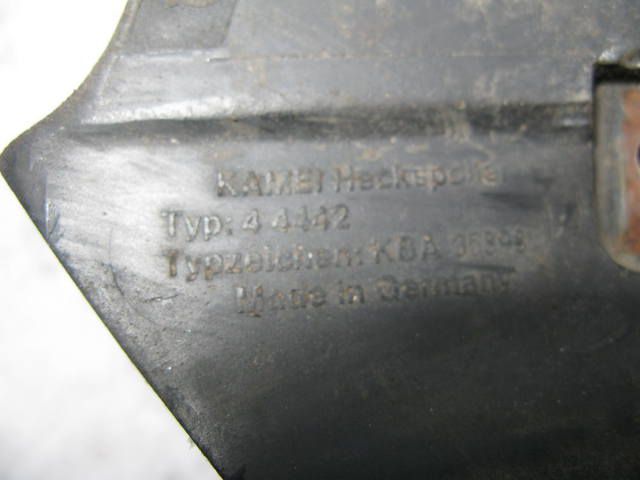 KAMEI Heckspoiler
Typ: 4 4442
Typzeichen: KBA
Made in Germany